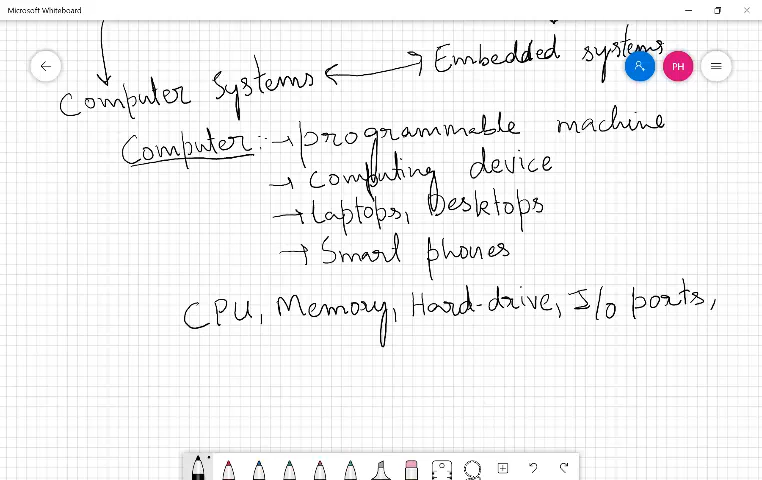 Microsoft Whiteboard
Embedded systems
Computer Systems
PH
Computer :- → programmable machine
→ Computing device
→ Laptops, Desktops
→ Smart phones
CPU, Memory, Hard-drive, I/O ports,